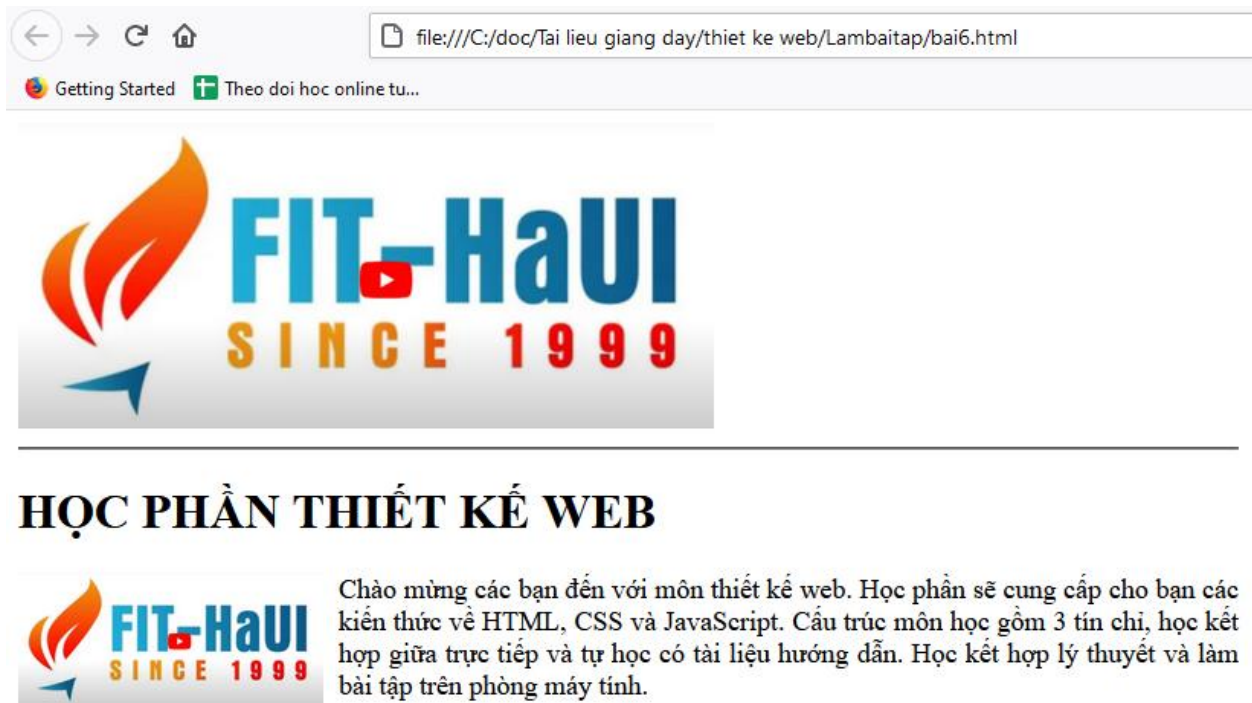 file:///C:/doc/Tai lieu giang day/thiet ke web/Lambaitap/bai6.html
Getting Started Theo doi hoc online tu...
FIT-HaUI
SINCE 1999
HỌC PHẦN THIẾT KẾ WEB
FIT-HaUI
SINCE 1999
Chào mừng các bạn đến với môn thiết kế web. Học phần sẽ cung cấp cho bạn các
kiến thức về HTML, CSS và JavaScript. Cấu trúc môn học gồm 3 tín chỉ, học kết
hợp giữa trực tiếp và tự học có tài liệu hướng dẫn. Học kết hợp lý thuyết và làm
bài tập trên phòng máy tính.